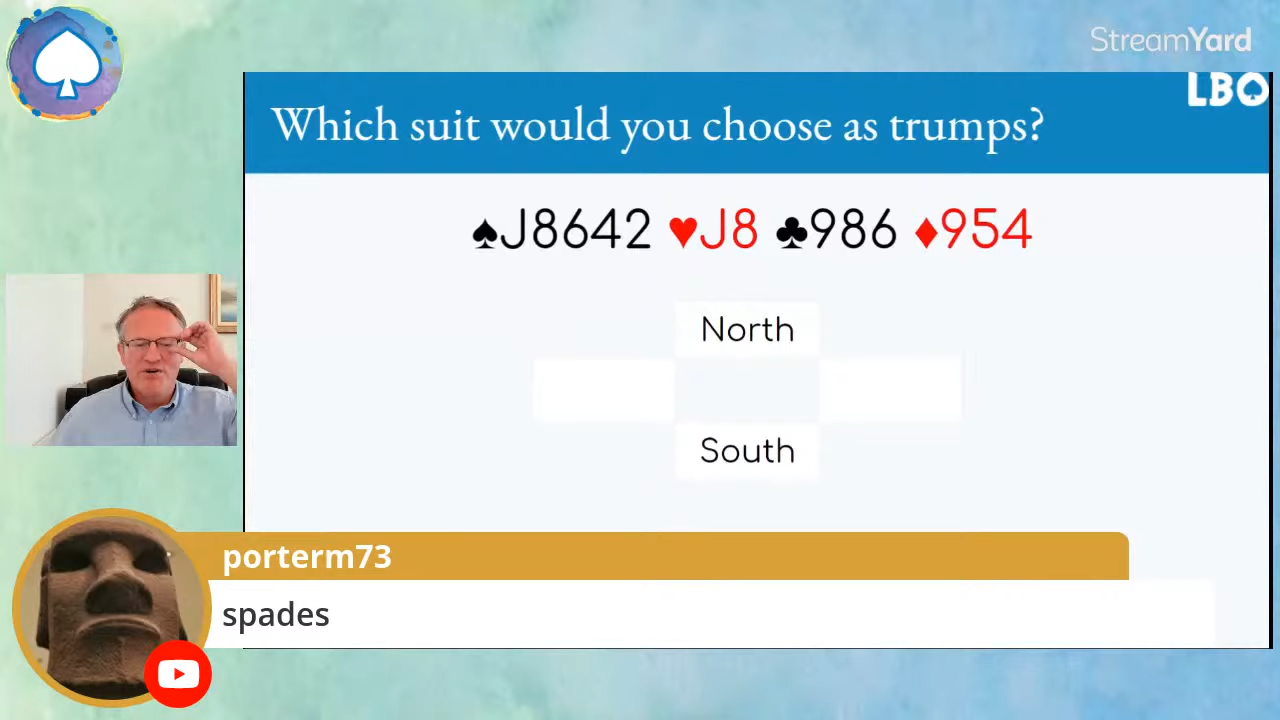 StreamYard
LBO
Which suit would you choose as trumps?
♠J8642 ♥J8 ♣986 ♦954
North
South
porterm73
spades